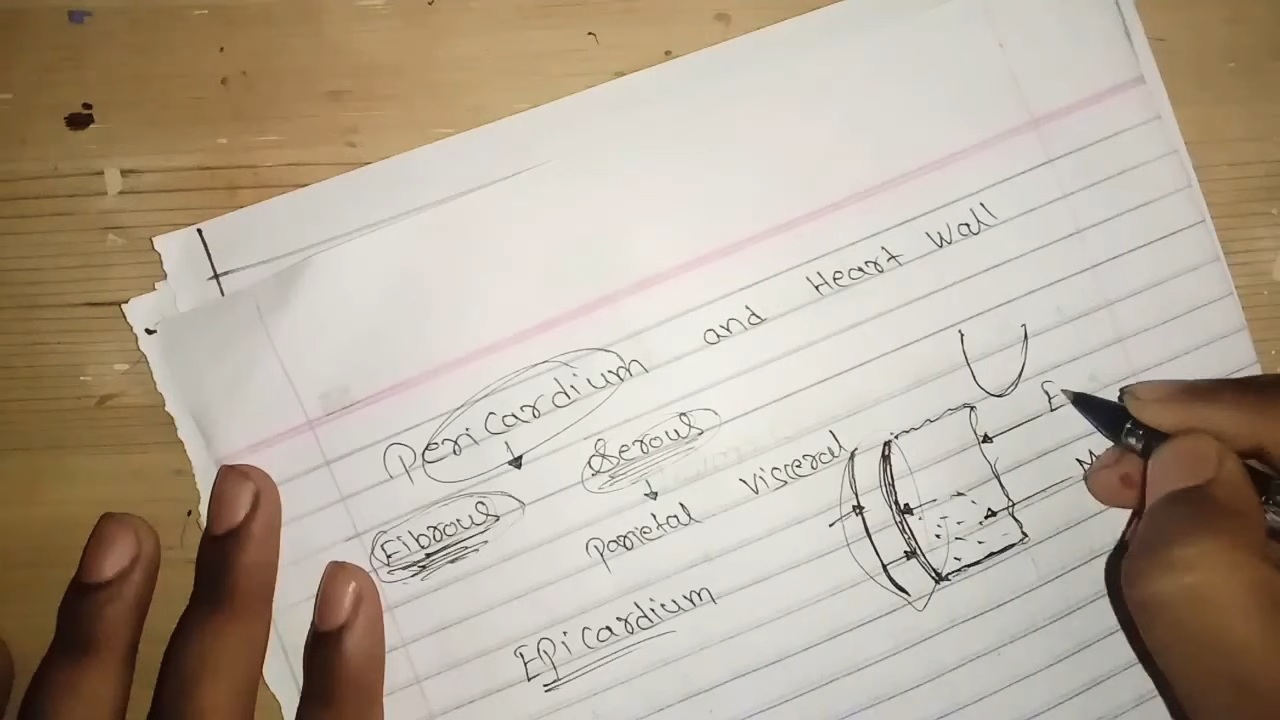 Pericardium and Heart Wall
Fibrous Serous
Parietal Visceral
Epicardium
E
M